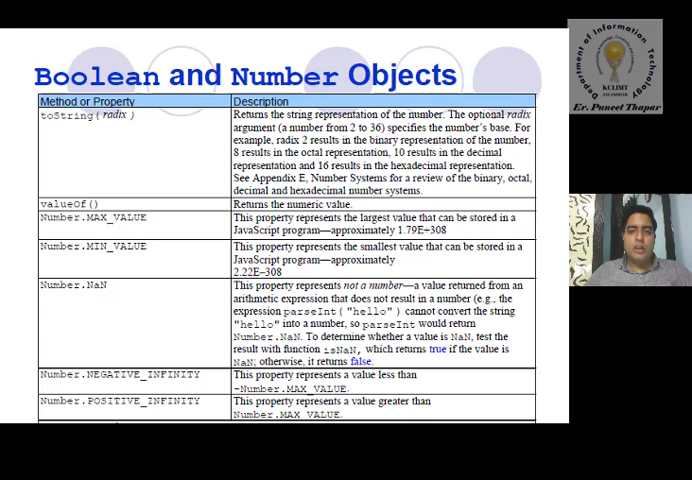 Boolean and Number Objects
Method or Property Description
toString( radix ) Returns the string representation of the number. The optional radix
argument (a number from 2 to 36) specifies the number's base. For
example, radix 2 results in the binary representation of the number,
8 results in the octal representation, 10 results in the decimal
representation and 16 results in the hexadecimal representation.
See Appendix E, Number Systems for a review of the binary, octal,
decimal and hexadecimal number systems.
valueOf() Returns the numeric value.
Number.MAX_VALUE This property represents the largest value that can be stored in a
JavaScript program—approximately 1.79E+308
Number.MIN_VALUE This property represents the smallest value that can be stored in a
JavaScript program—approximately
2.22E–308
Number.NaN This property represents not a number—a value returned from an
arithmetic expression that does not result in a number (e.g., the
expression parseInt( "hello" ) cannot convert the string
"hello" into a number, so parseInt would return
Number.NaN. To determine whether a value is NaN, test the
result with function isNaN, which returns true if the value is
NaN; otherwise, it returns false.
Number.NEGATIVE_INFINITY This property represents a value less than
-Number.MAX_VALUE.
Number.POSITIVE_INFINITY This property represents a value greater than
Number.MAX_VALUE.
Department of Information Technology
KCLIMT
JALANDHAR
Er. Puneet Thapar